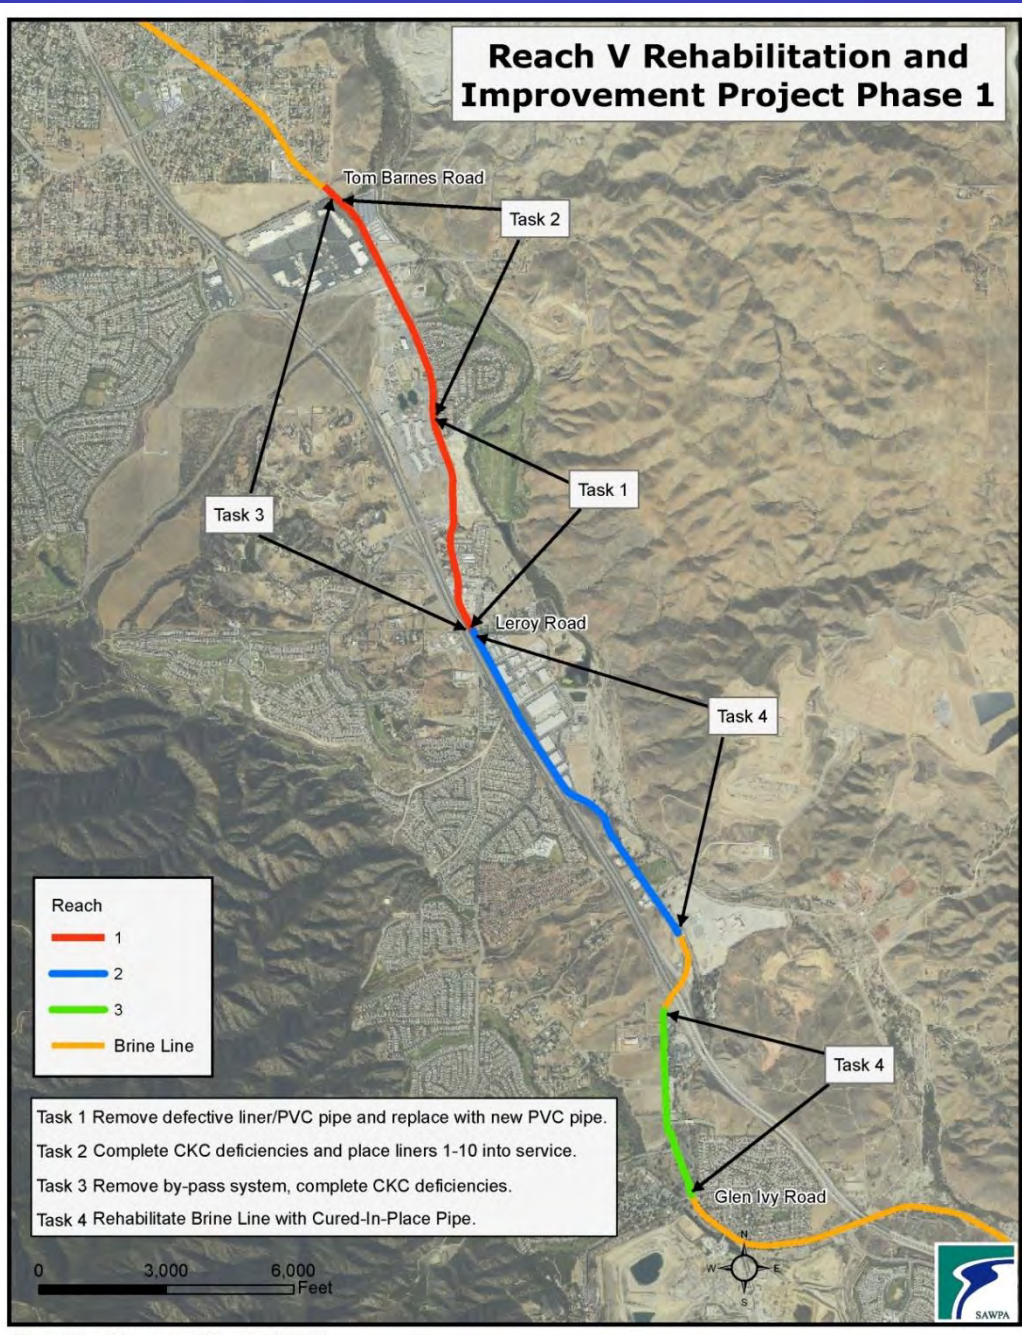 Reach V Rehabilitation and
Improvement Project Phase 1
Tom Barnes Road
Task 2
Task 1
Task 3
Leroy Road
Task 4
Reach
1
2
3
Brine Line
Task 4
Task 1 Remove defective liner/PVC pipe and replace with new PVC pipe.
Task 2 Complete CKC deficiencies and place liners 1-10 into service.
Task 3 Remove by-pass system, complete CKC deficiencies.
Task 4 Rehabilitate Brine Line with Cured-In-Place Pipe.
Glen Ivy Road
N
W E
S
0 3,000 6,000
Feet
SAWPA